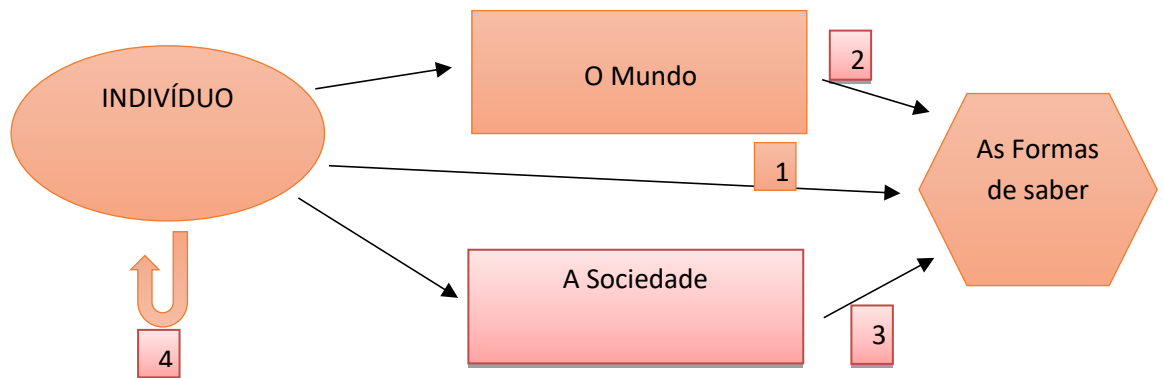 INDIVÍDUO
O Mundo
2
1
As Formas
de saber
A Sociedade
3
4